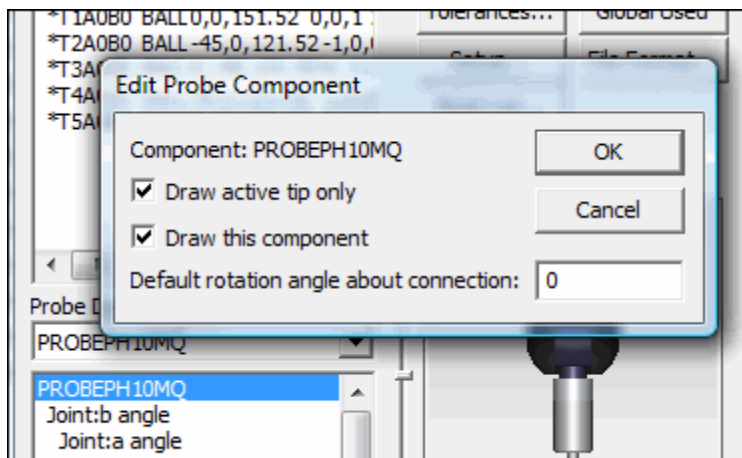 *T1A0B0 BALL 0,0,151.52 0,0,1
Tolerances...
Global Used
*T2A0B0 BALL -45,0,121.52 -1,0,
Setup...
File Format...
*T3A
*T4A
*T5A
Edit Probe Component
Component: PROBEPH10MQ
OK
Draw active tip only
Cancel
Draw this component
Default rotation angle about connection:
0
Probe D
PROBEPH10MQ
PROBEPH10MQ
Joint:b angle
Joint:a angle